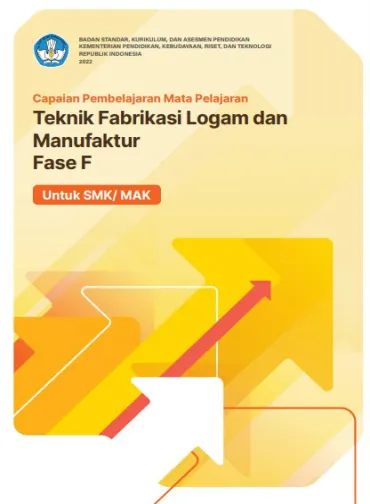 BADAN STANDAR, KURIKULUM, DAN ASESMEN PENDIDIKAN
KEMENTERIAN PENDIDIKAN, KEBUDAYAAN, RISET, DAN TEKNOLOGI
REPUBLIK INDONESIA
2022
Capaian Pembelajaran Mata Pelajaran
Teknik Fabrikasi Logam dan
Manufaktur
Fase F
Untuk SMK/ MAK